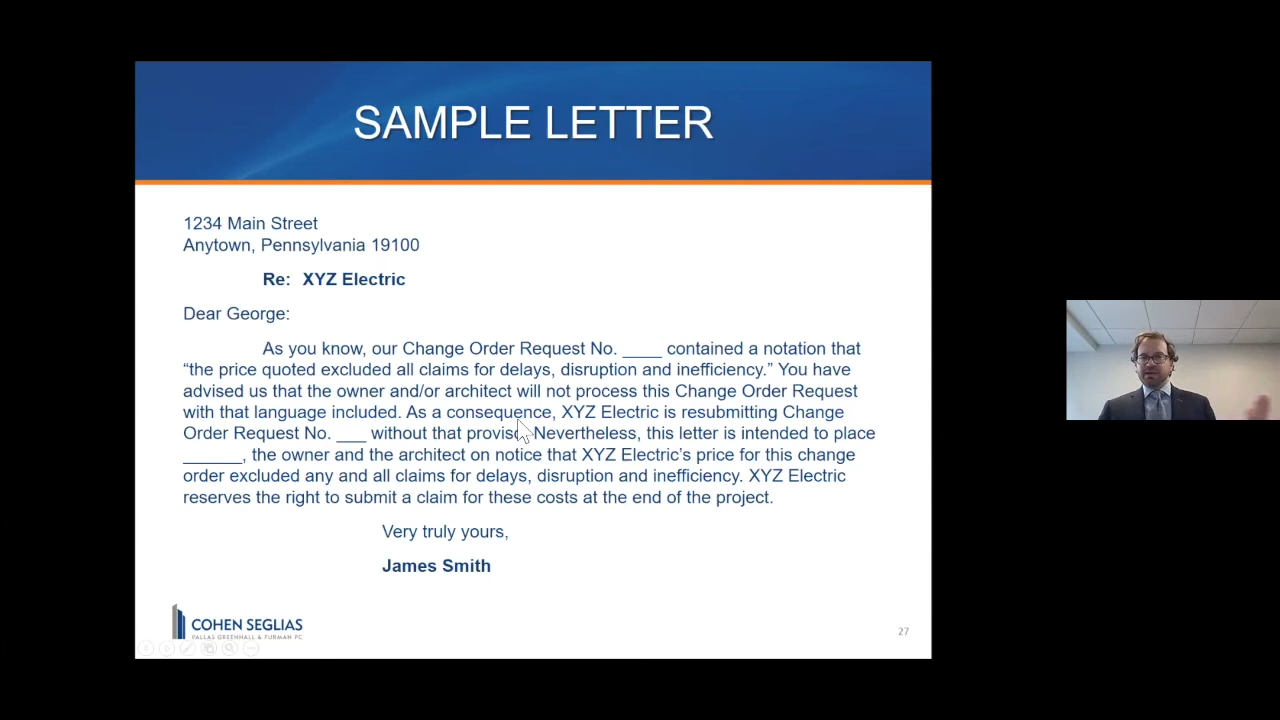 SAMPLE LETTER
1234 Main Street
Anytown, Pennsylvania 19100
Re: XYZ Electric
Dear George:
As you know, our Change Order Request No. ____ contained a notation that
“the price quoted excluded all claims for delays, disruption and inefficiency.” You have
advised us that the owner and/or architect will not process this Change Order Request
with that language included. As a consequence, XYZ Electric is resubmitting Change
Order Request No. ___ without that proviso. Nevertheless, this letter is intended to place
______, the owner and the architect on notice that XYZ Electric’s price for this change
order excluded any and all claims for delays, disruption and inefficiency. XYZ Electric
reserves the right to submit a claim for these costs at the end of the project.
Very truly yours,
James Smith
COHEN SEGLIAS
PALLAS GREENHALL & FURMAN PC
27